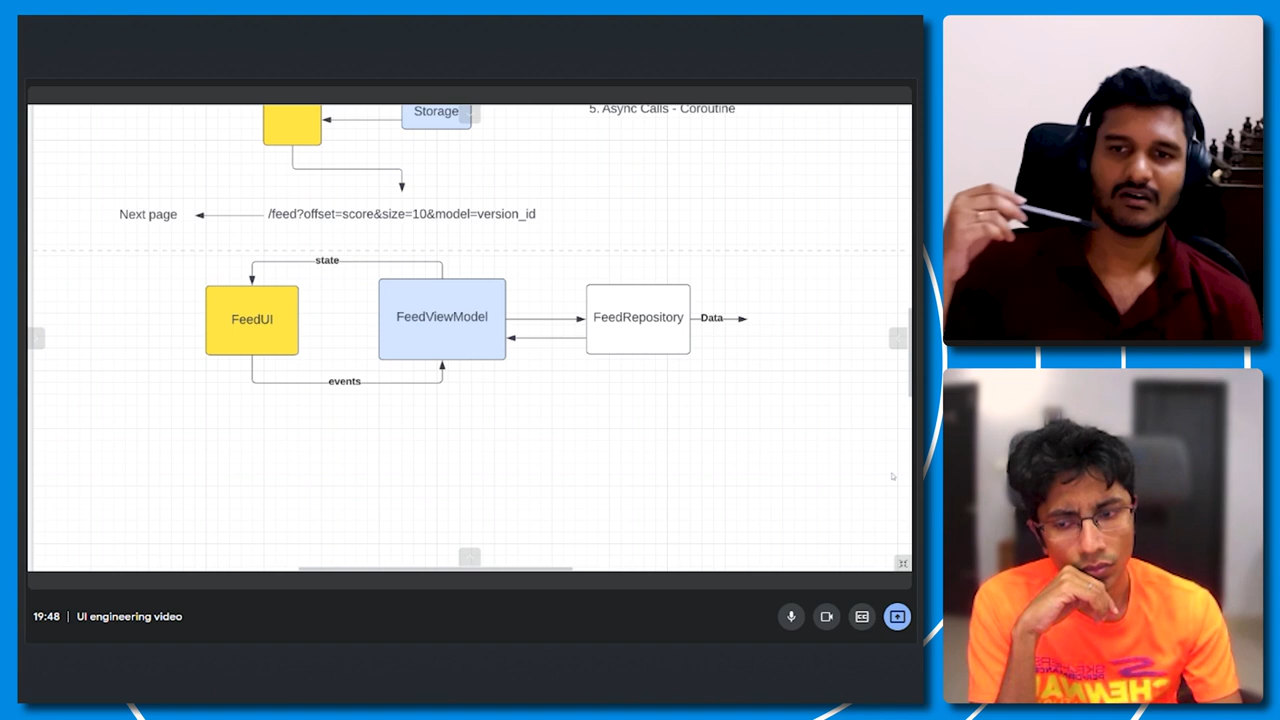 Storage
5. Async Calls - Coroutine
Next page
/feed?offset=score&size=10&model=version_id
state
FeedUI
FeedViewModel
FeedRepository
Data
events
19:48 | UI engineering video
CHENNAI